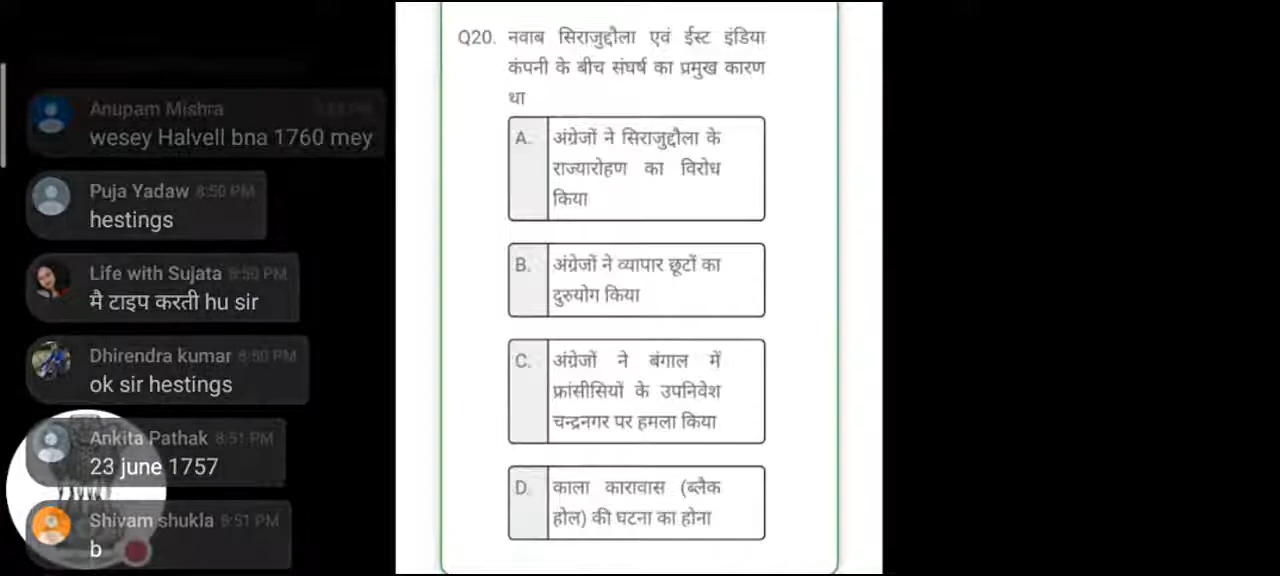 Anupam Mishra
wesey Halvell bna 1760 mey
Puja Yadaw 8:50 PM
hestings
Life with Sujata 8:50 PM
मै टाइप करती hu sir
Dhirendra kumar 8:50 PM
ok sir hestings
Ankita Pathak 8:51 PM
23 june 1757
Shivam shukla 8:51 PM
b
Q20. नवाब सिराजुद्दौला एवं ईस्ट इंडिया
कंपनी के बीच संघर्ष का प्रमुख कारण
था
A. अंग्रेजों ने सिराजुद्दौला के
राज्यारोहण का विरोध
किया
B. अंग्रेजों ने व्यापार छूटों का
दुरुयोग किया
C. अंग्रेजों ने बंगाल में
फ्रांसीसियों के उपनिवेश
चन्द्रनगर पर हमला किया
D. काला कारावास (ब्लैक
होल) की घटना का होना